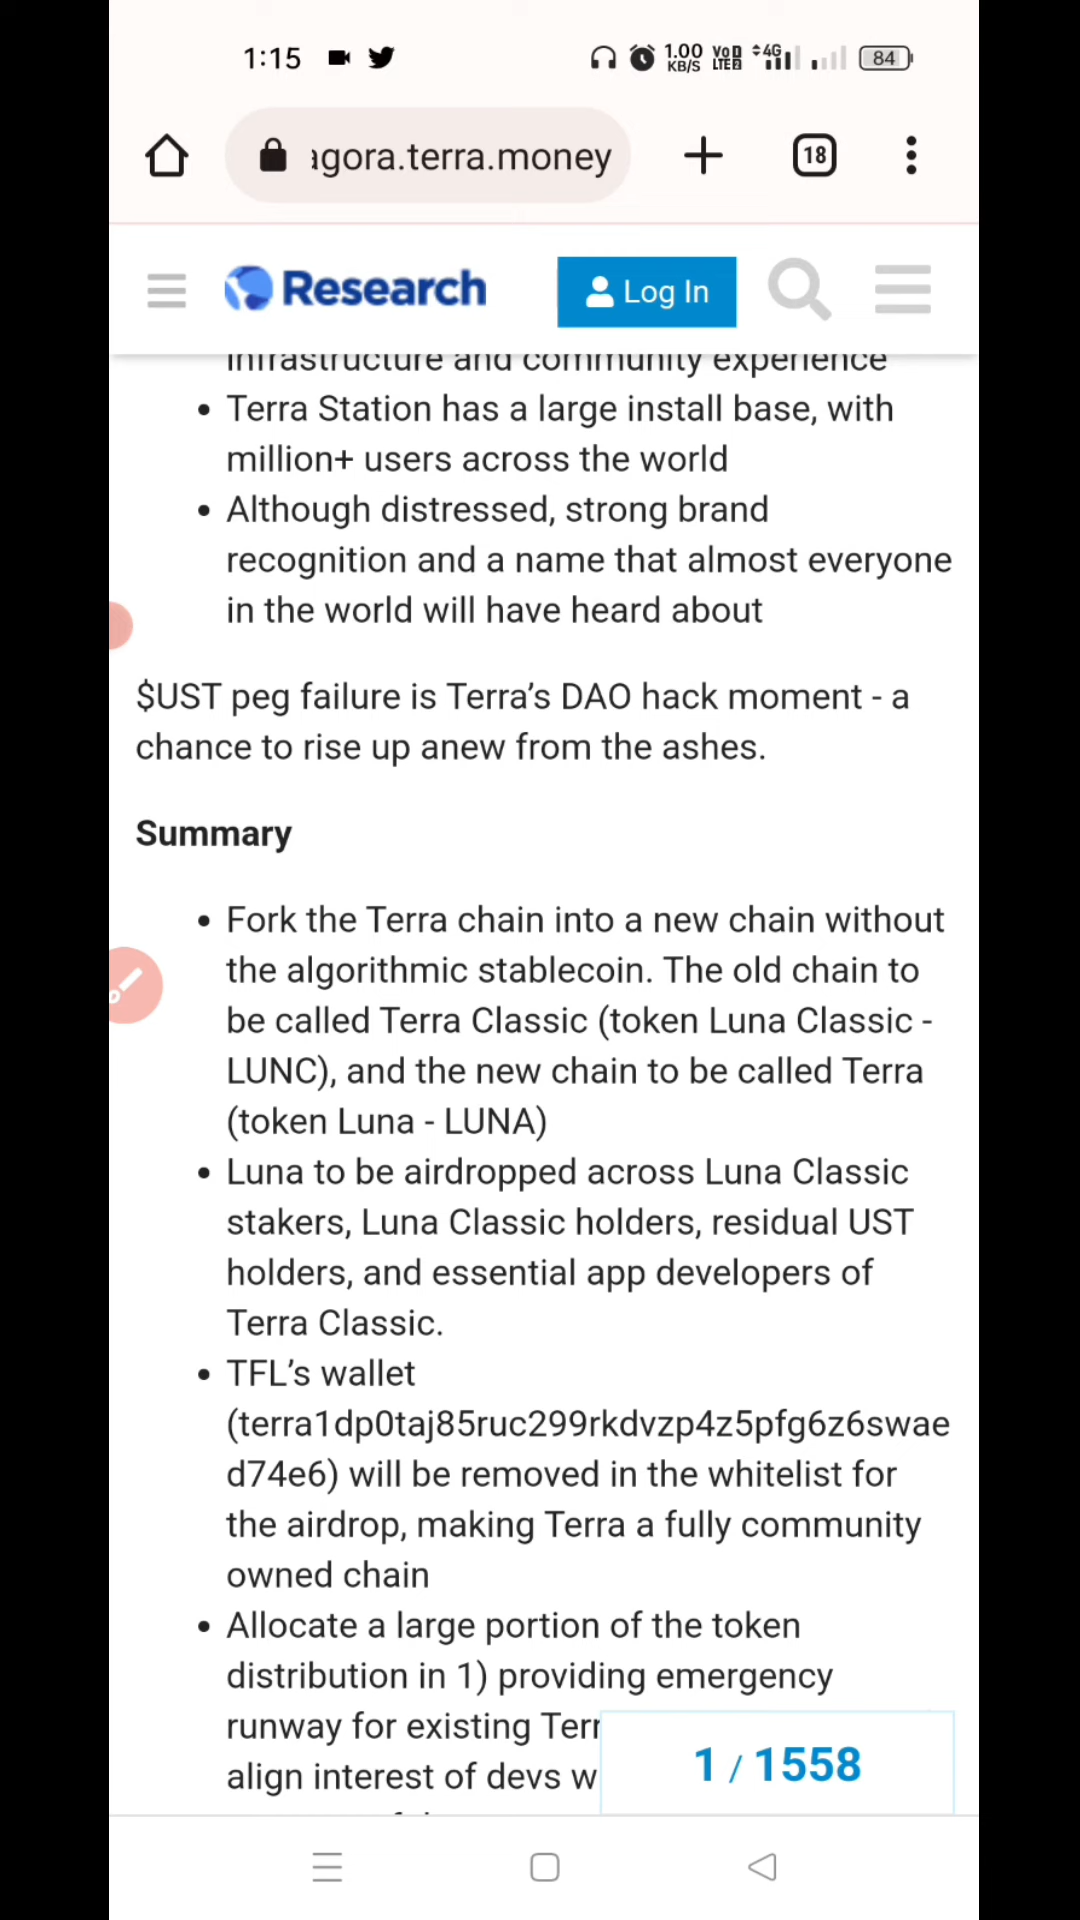 1:15 1.00 KB/S VoD LTE2 4G 84
agora.terra.money 18
Research Log In
infrastructure and community experience
• Terra Station has a large install base, with
million+ users across the world
• Although distressed, strong brand
recognition and a name that almost everyone
in the world will have heard about
$UST peg failure is Terra’s DAO hack moment - a
chance to rise up anew from the ashes.
Summary
• Fork the Terra chain into a new chain without
the algorithmic stablecoin. The old chain to
be called Terra Classic (token Luna Classic -
LUNC), and the new chain to be called Terra
(token Luna - LUNA)
• Luna to be airdropped across Luna Classic
stakers, Luna Classic holders, residual UST
holders, and essential app developers of
Terra Classic.
• TFL’s wallet
(terra1dp0taj85ruc299rkdvzp4z5pfg6z6swae
d74e6) will be removed in the whitelist for
the airdrop, making Terra a fully community
owned chain
• Allocate a large portion of the token
distribution in 1) providing emergency
runway for existing Terr
align interest of devs w
1 / 1558